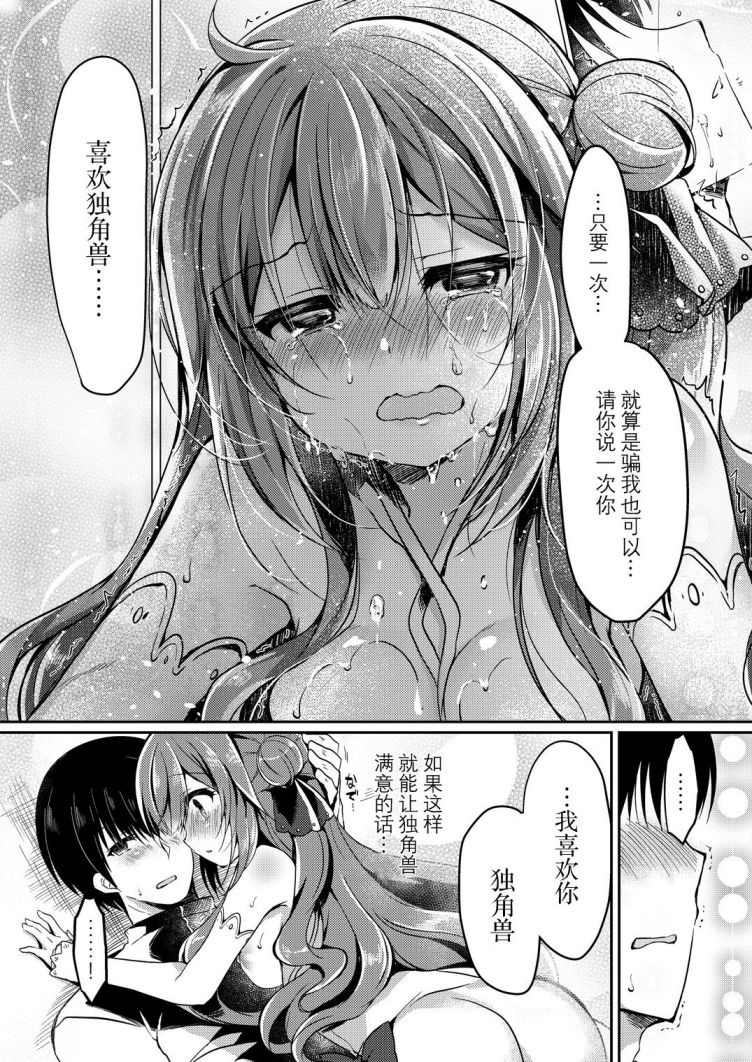 …只要一次…
就算是骗我也可以…
请你说一次你
喜欢独角兽……
……
…我喜欢你
独角兽
如果这样
就能让独角兽
满意的话…
……！